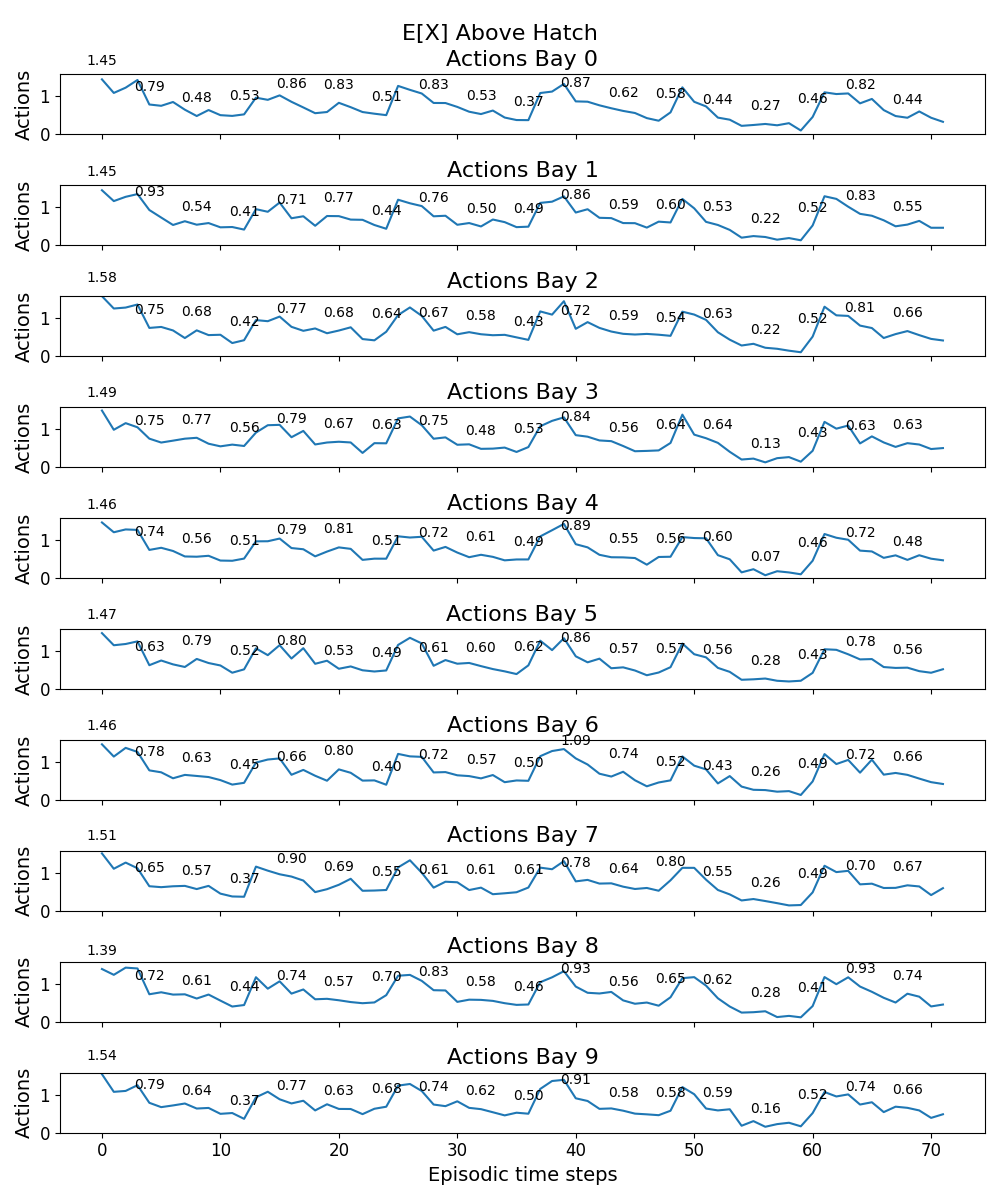 E[X] Above Hatch
Actions Bay 0
1.45 0.79 0.48 0.53 0.86 0.83 0.51 0.83 0.53 0.37 0.87 0.62 0.58 0.44 0.27 0.46 0.82 0.44
Actions
1
0
Actions Bay 1
1.45 0.93 0.54 0.41 0.71 0.77 0.44 0.76 0.50 0.49 0.86 0.59 0.60 0.53 0.22 0.52 0.83 0.55
Actions
1
0
Actions Bay 2
1.58 0.75 0.68 0.42 0.77 0.68 0.64 0.67 0.58 0.43 0.72 0.59 0.54 0.63 0.22 0.52 0.81 0.66
Actions
1
0
Actions Bay 3
1.49 0.75 0.77 0.56 0.79 0.67 0.63 0.75 0.48 0.53 0.84 0.56 0.64 0.64 0.13 0.43 0.63 0.63
Actions
1
0
Actions Bay 4
1.46 0.74 0.56 0.51 0.79 0.81 0.51 0.72 0.61 0.49 0.89 0.55 0.56 0.60 0.07 0.46 0.72 0.48
Actions
1
0
Actions Bay 5
1.47 0.63 0.79 0.52 0.80 0.53 0.49 0.61 0.60 0.62 0.86 0.57 0.57 0.56 0.28 0.43 0.78 0.56
Actions
1
0
Actions Bay 6
1.46 0.78 0.63 0.45 0.66 0.80 0.40 0.72 0.57 0.50 1.09 0.74 0.52 0.43 0.26 0.49 0.72 0.66
Actions
1
0
Actions Bay 7
1.51 0.65 0.57 0.37 0.90 0.69 0.55 0.61 0.61 0.61 0.78 0.64 0.80 0.55 0.26 0.49 0.70 0.67
Actions
1
0
Actions Bay 8
1.39 0.72 0.61 0.44 0.74 0.57 0.70 0.83 0.58 0.46 0.93 0.56 0.65 0.62 0.28 0.41 0.93 0.74
Actions
1
0
Actions Bay 9
1.54 0.79 0.64 0.37 0.77 0.63 0.68 0.74 0.62 0.50 0.91 0.58 0.58 0.59 0.16 0.52 0.74 0.66
Actions
1
0
0 10 20 30 40 50 60 70
Episodic time steps